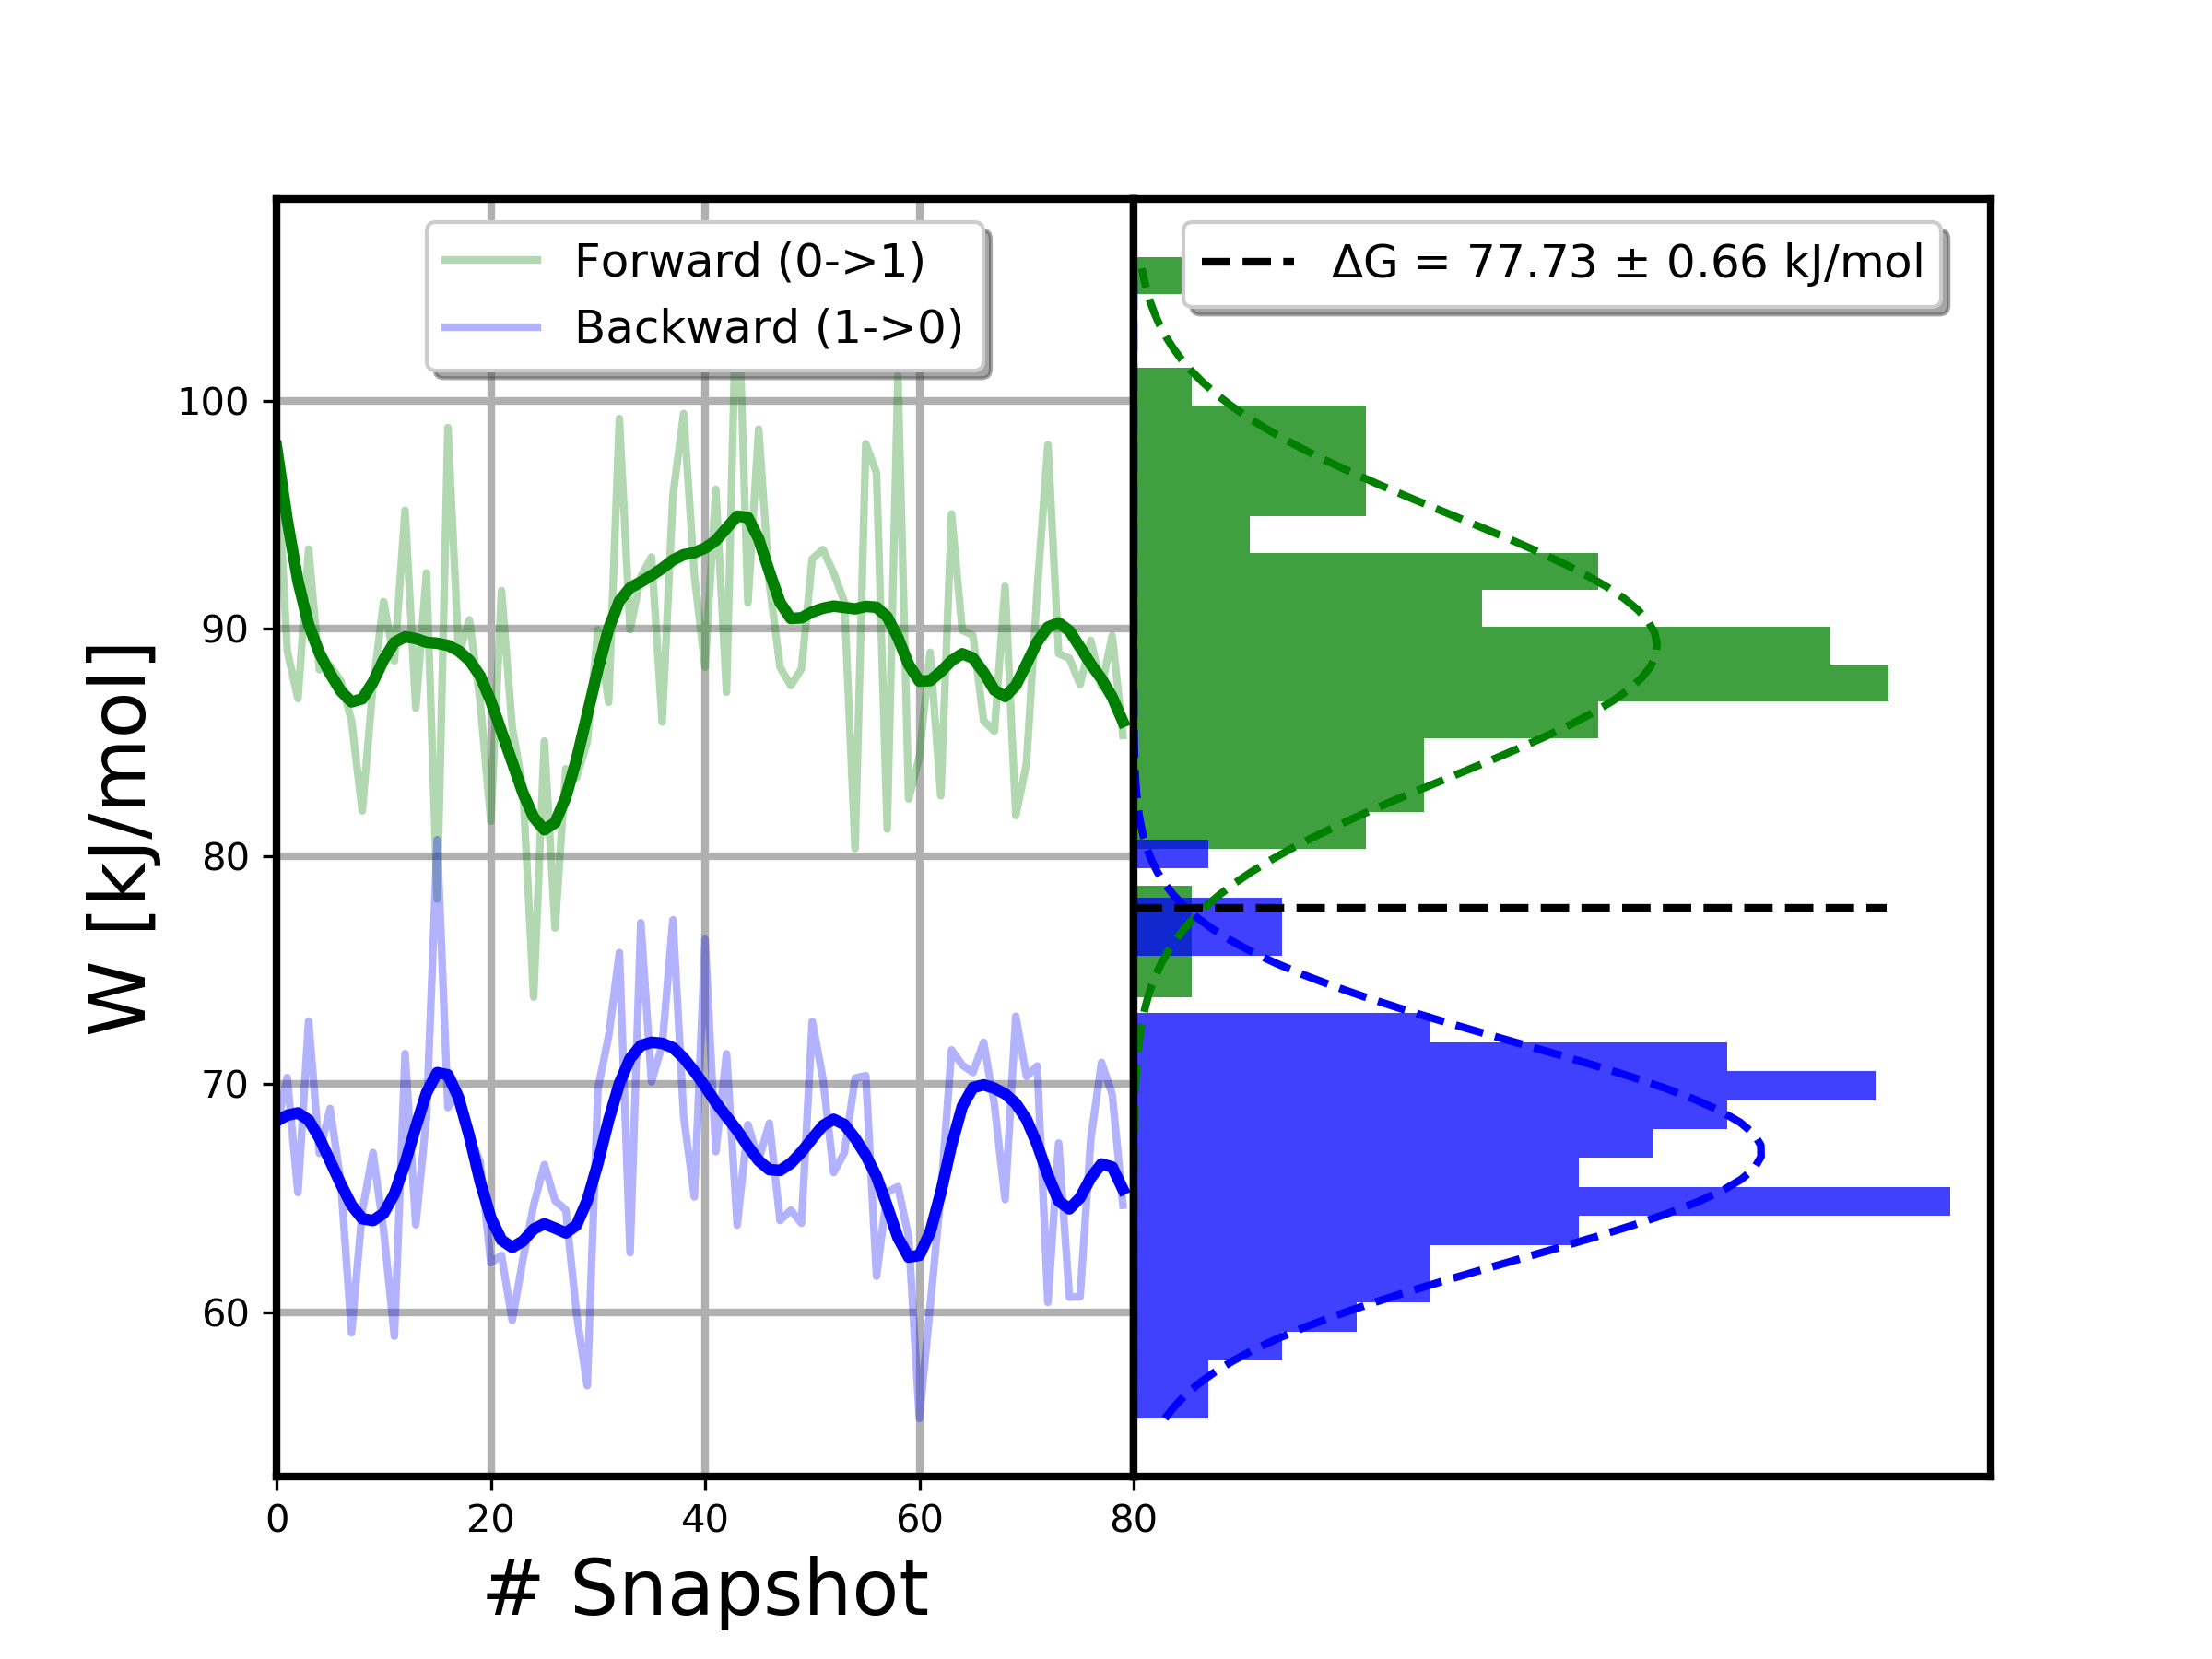 Forward (0->1)
Backward (1->0)
ΔG = 77.73 ± 0.66 kJ/mol
W [kJ/mol]
100
90
80
70
60
0 20 40 60 80
# Snapshot